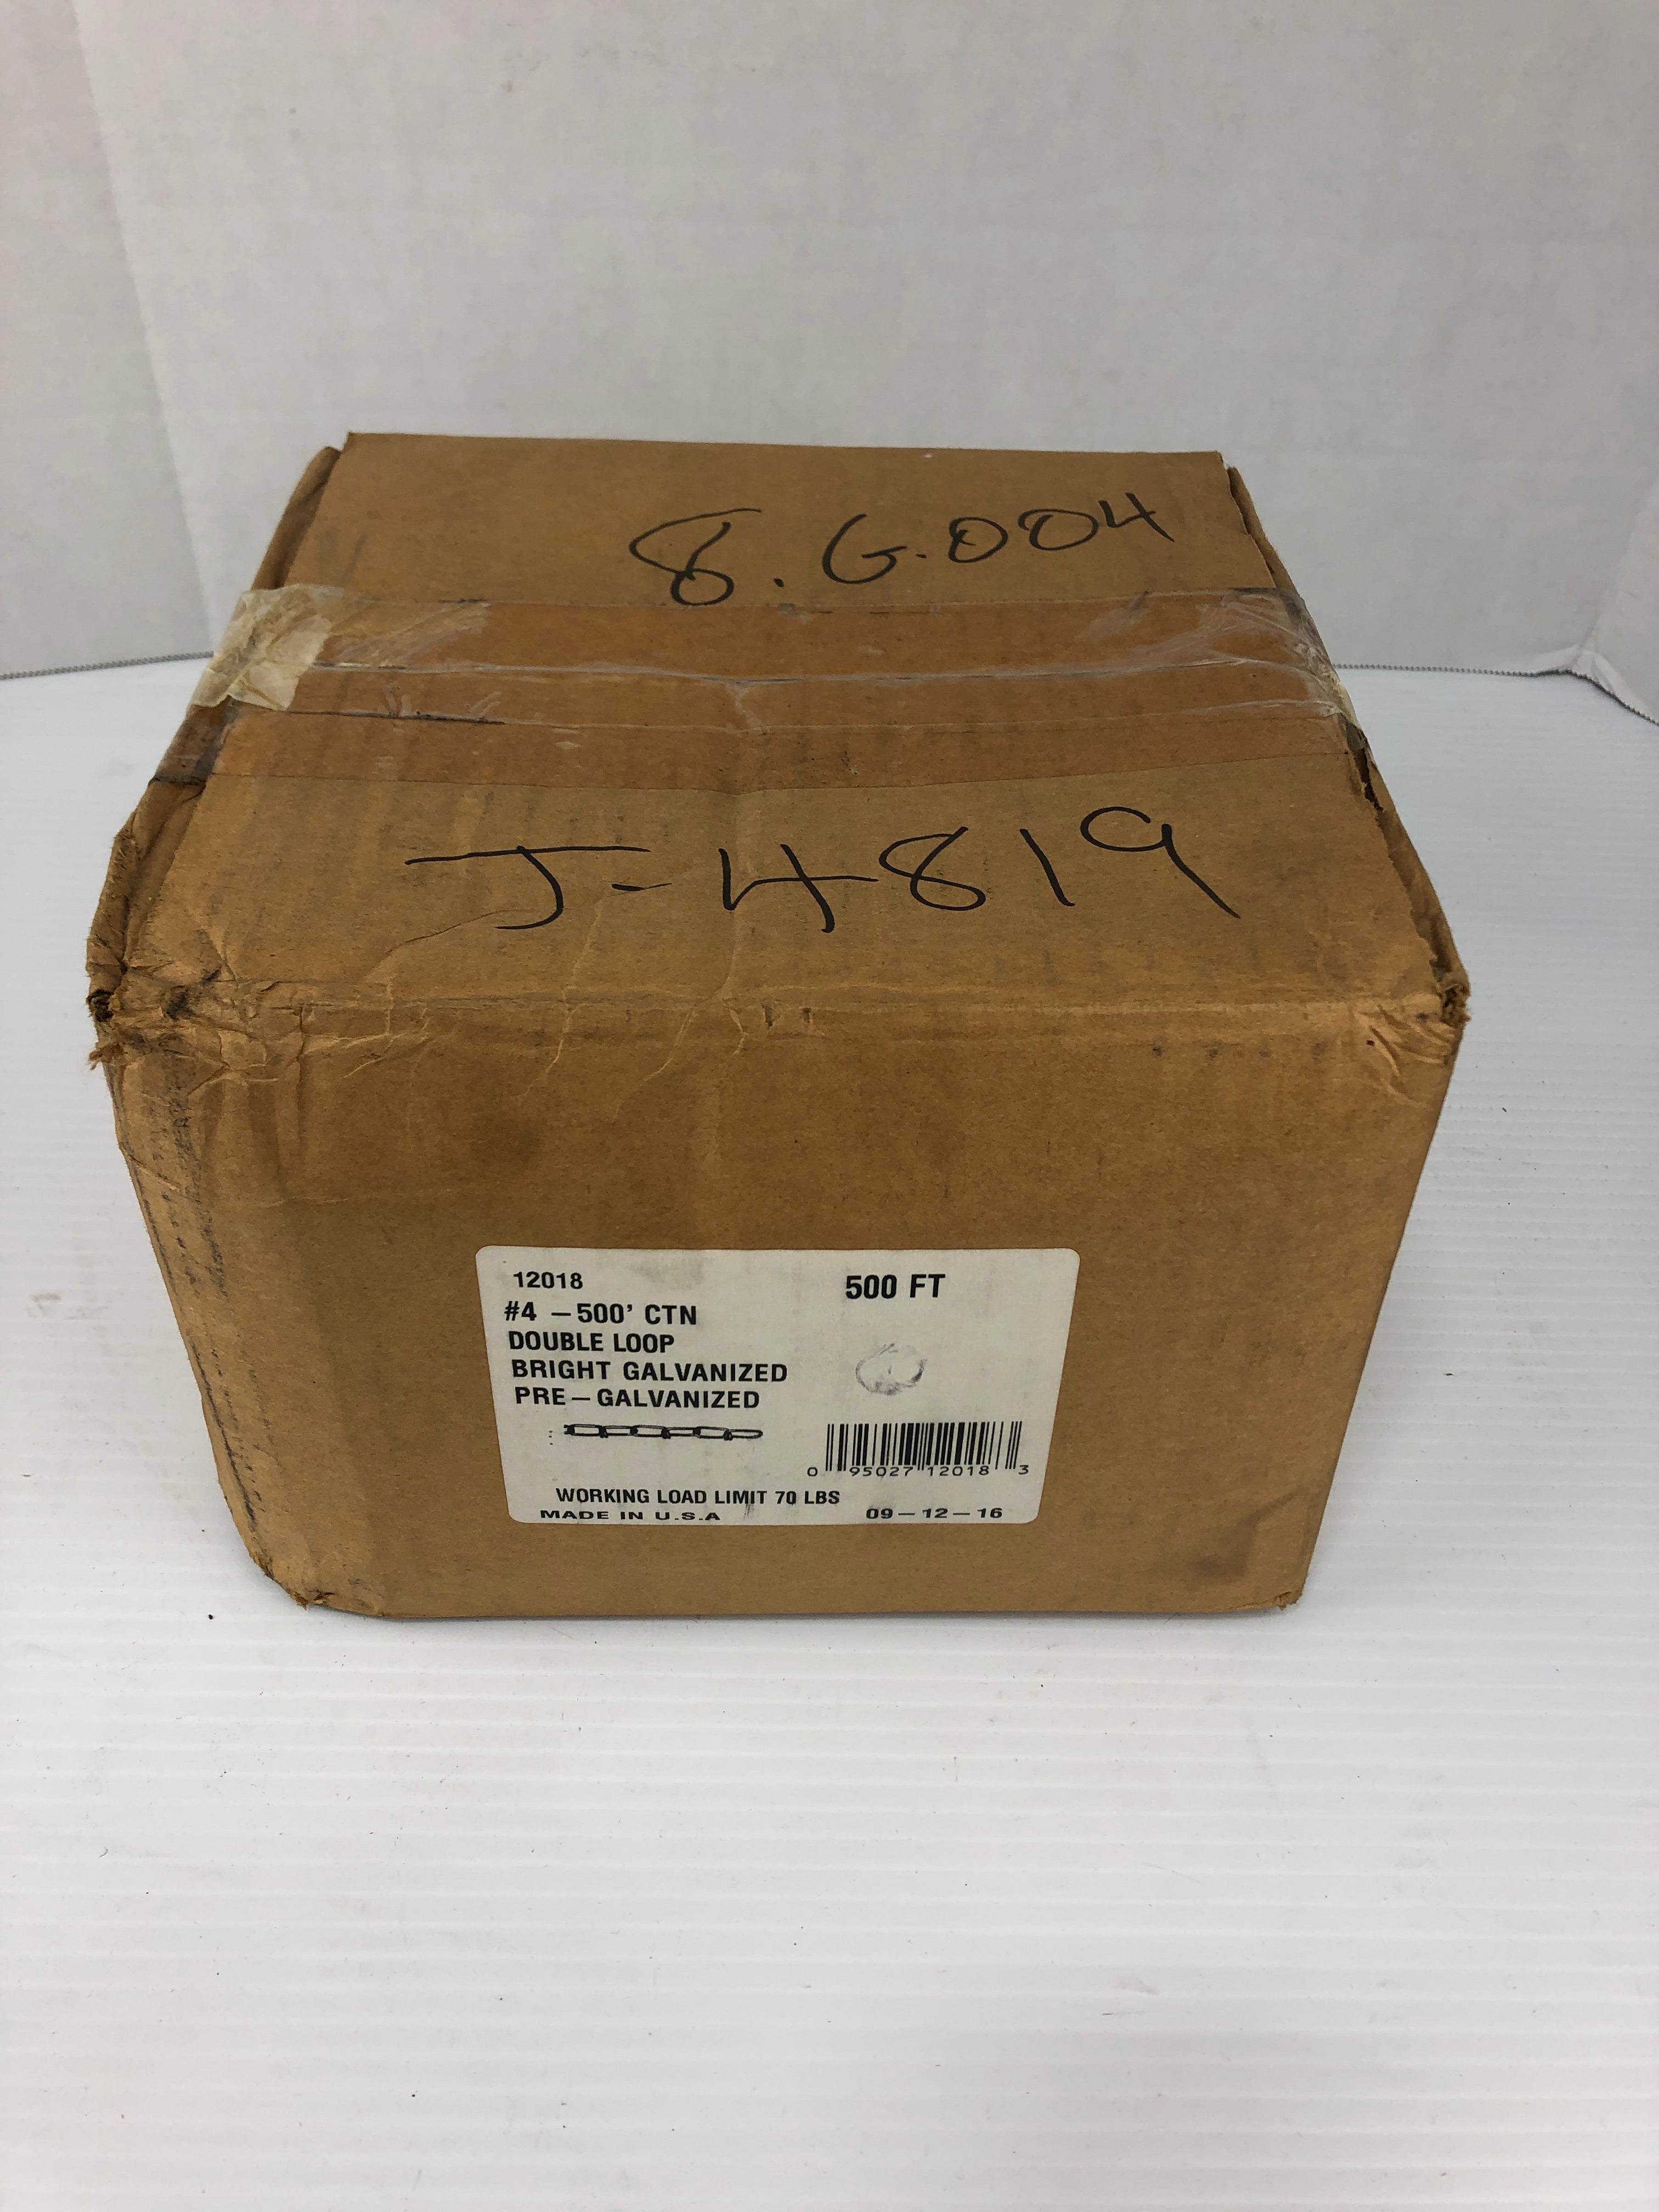 8.G.004
J-4819
12018
500 FT
#4 – 500' CTN
DOUBLE LOOP
BRIGHT GALVANIZED
PRE – GALVANIZED
0 95027 12018 3
WORKING LOAD LIMIT 70 LBS
MADE IN U.S.A
09 – 12 – 16